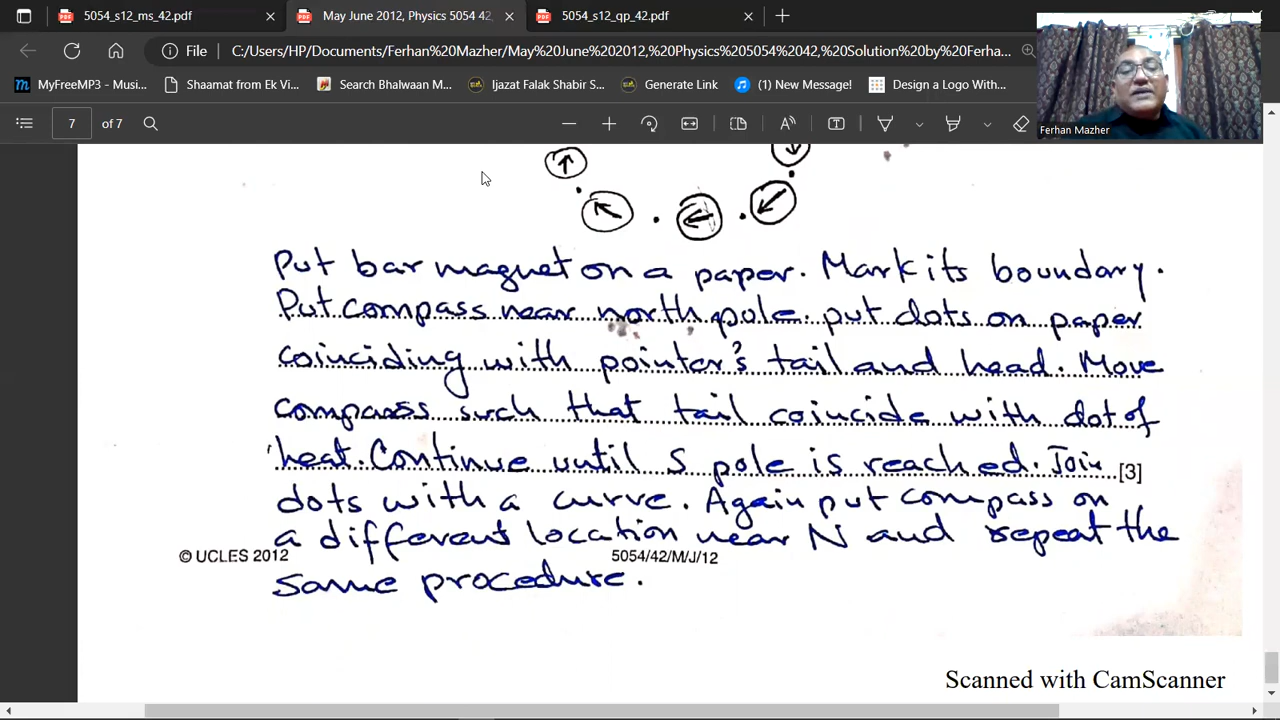 5054_s12_ms_42.pdf
May June 2012, Physics 5054 42,
5054_s12_qp_42.pdf
File C:/Users/HP/Documents/Ferhan%20Mazher/May%20June%202012,%20Physics%205054%2042,%20Solution%20by%20Ferha...
MyFreeMP3 - Musi...
Shaamat from Ek Vi...
Search Bhalwaan M...
Ijazat Falak Shabir S...
Generate Link
(1) New Message!
Design a Logo With...
7 of 7
Ferhan Mazher
Put bar magnet on a paper. Mark its boundary.
Put compass near north pole. put dots on paper
coinciding with pointer's tail and head. Move
compass such that tail coincide with dot of
heat. Continue until S pole is reached. Join [3]
dots with a curve. Again put compass on
a different location near N and repeat the
© UCLES 2012 5054/42/M/J/12
same procedure.
Scanned with CamScanner